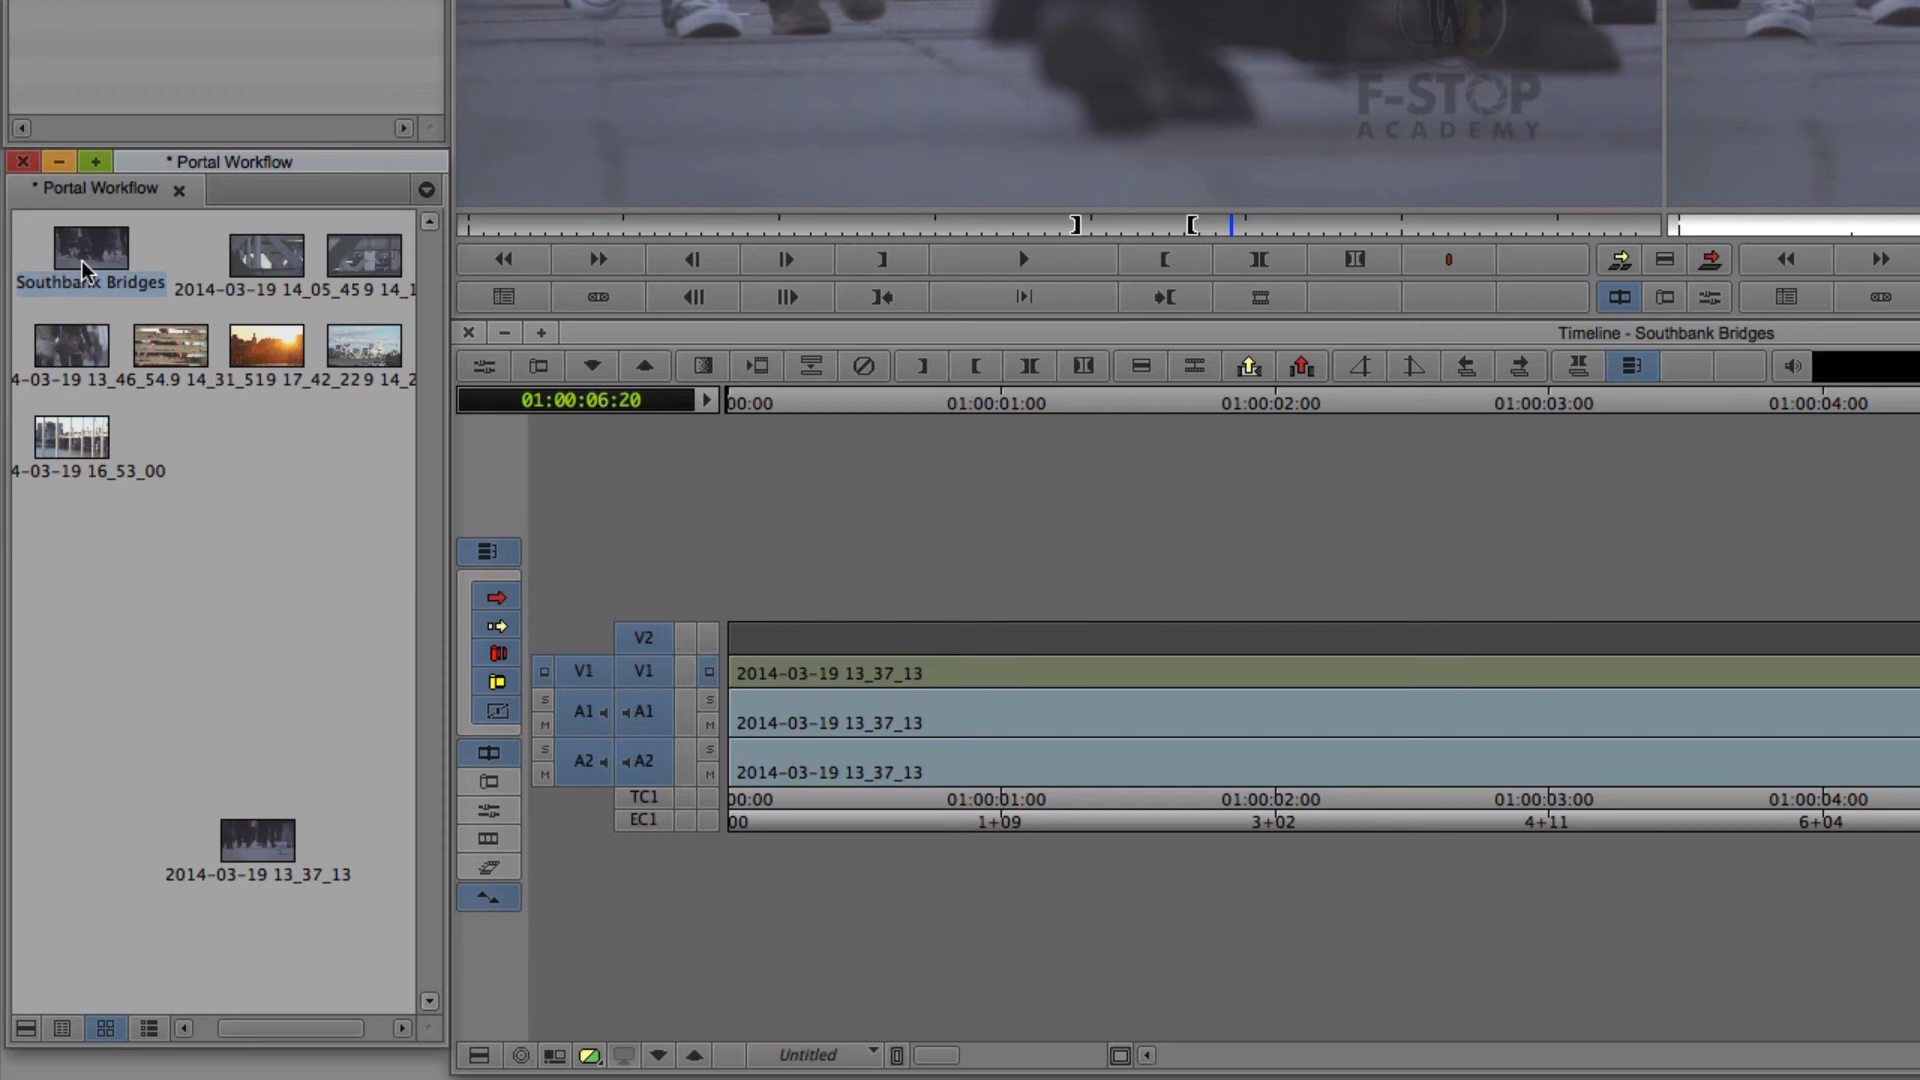 F-STOP
ACADEMY
* Portal Workflow
* Portal Workflow
Southbank Bridges
2014-03-19 14_05_45
9 14_1
4-03-19 13_46_54
.9 14_31_51
9 17_42_22
9 14_2
4-03-19 16_53_00
2014-03-19 13_37_13
Timeline - Southbank Bridges
01:00:06:20
00:00 01:00:01:00 01:00:02:00 01:00:03:00 01:00:04:00
V2
V1 V1 2014-03-19 13_37_13
S S
A1 A1 2014-03-19 13_37_13
M M
S S
A2 A2 2014-03-19 13_37_13
M M
TC1 00:00 01:00:01:00 01:00:02:00 01:00:03:00 01:00:04:00
EC1 00 1+09 3+02 4+11 6+04
Untitled